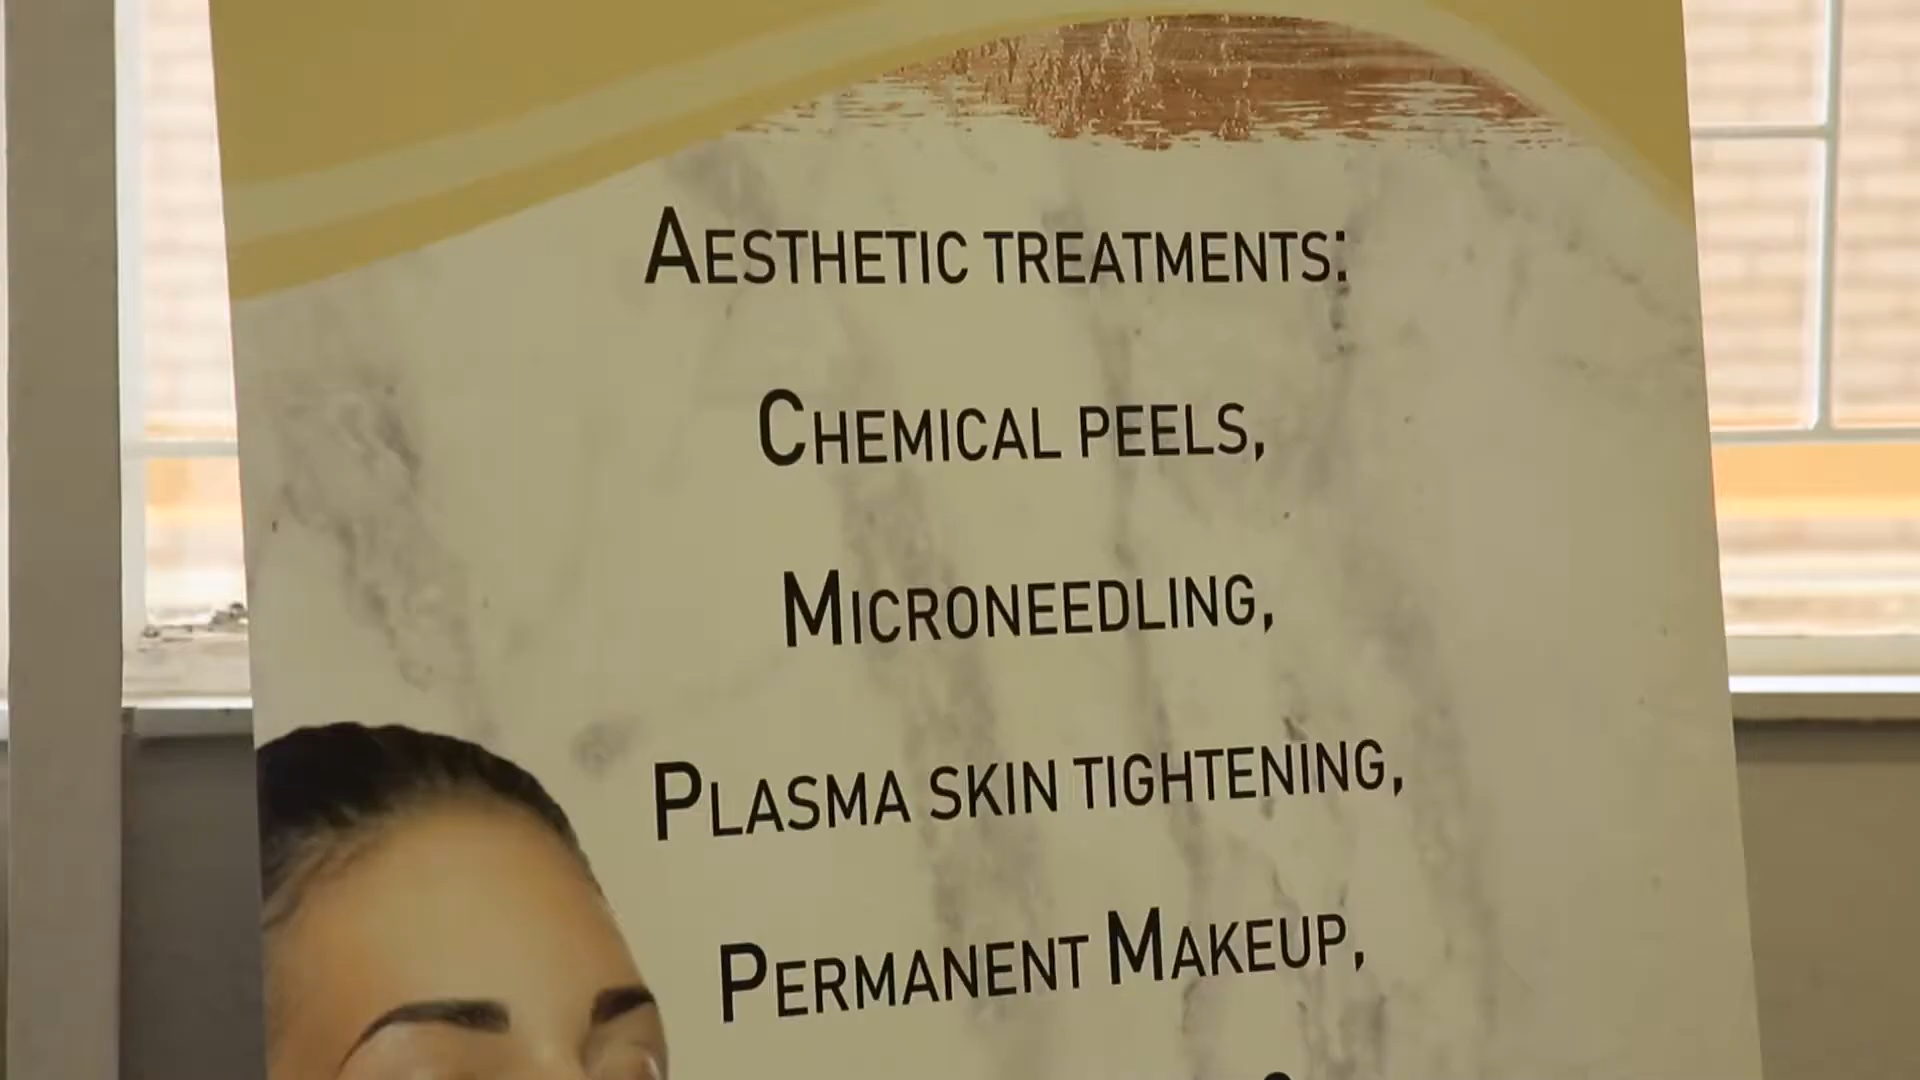 AESTHETIC TREATMENTS:
CHEMICAL PEELS,
MICRONEEDLING,
PLASMA SKIN TIGHTENING,
PERMANENT MAKEUP,